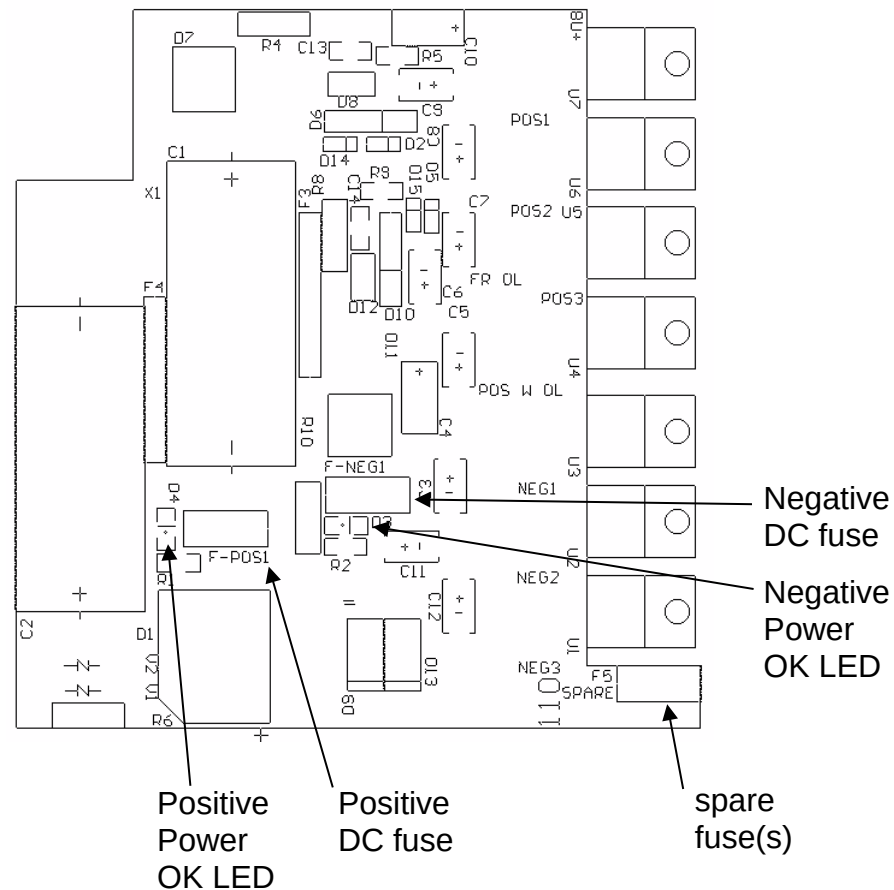 BU+
R4
C13
R5
C10
D7
D8
C9
U7
D6
C8
POS1
D14
D2
D5
C1
R9
D15
U6
X1
R8
C14
F3
C7
POS2 U5
FR OL
F4
D12
D10
C6
C5
POS3
D11
U4
POS W OL
R10
C4
F-NEG1
U3
C3
NEG1
D4
D3
Negative
DC fuse
F-POS1
R2
C11
U2
NEG2
C12
Negative
Power
OK LED
C2
D1
V2
V1
R6
D9
D13
U1
NEG3
F5
SPARE
110
Positive
Power
OK LED
Positive
DC fuse
spare
fuse(s)